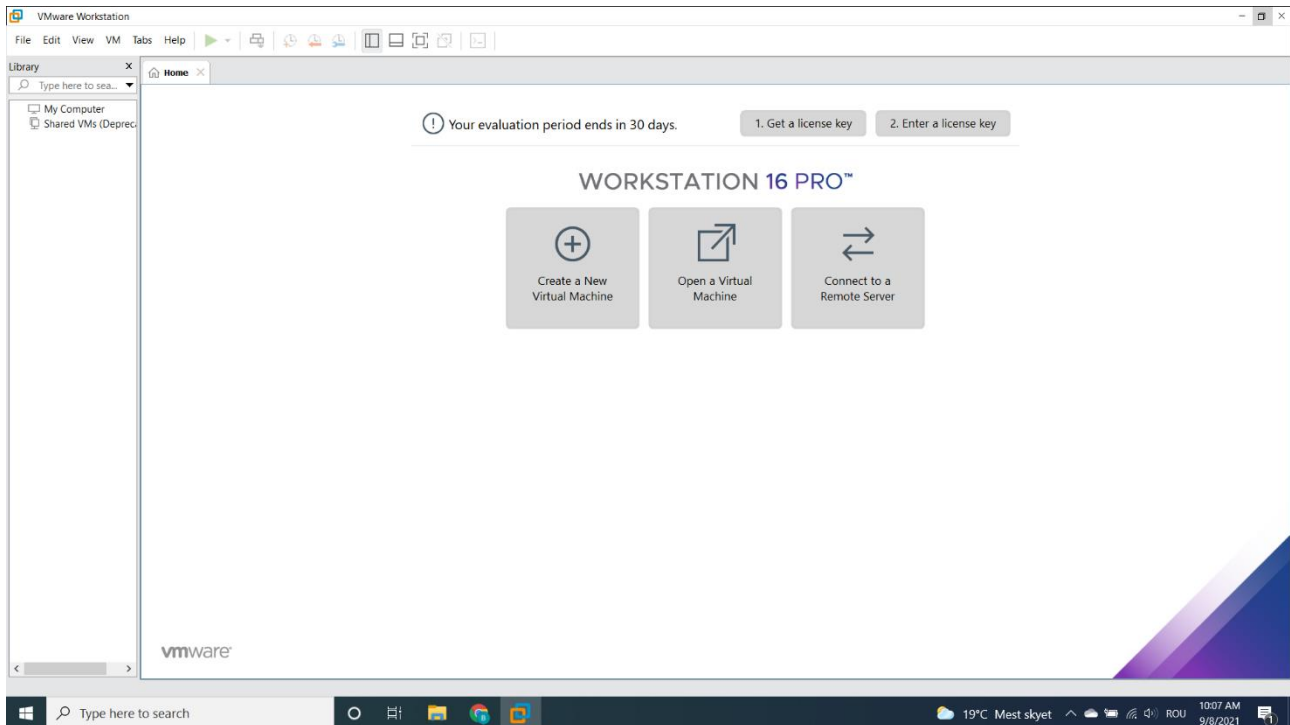 VMware Workstation
File Edit View VM Tabs Help
Library
Home
Type here to sea...
My Computer
Shared VMs (Depreca
Your evaluation period ends in 30 days.
1. Get a license key
2. Enter a license key
WORKSTATION 16 PRO™
Create a New
Virtual Machine
Open a Virtual
Machine
Connect to a
Remote Server
vmware
Type here to search
19°C Mest skyet
ROU
10:07 AM
9/8/2021
1